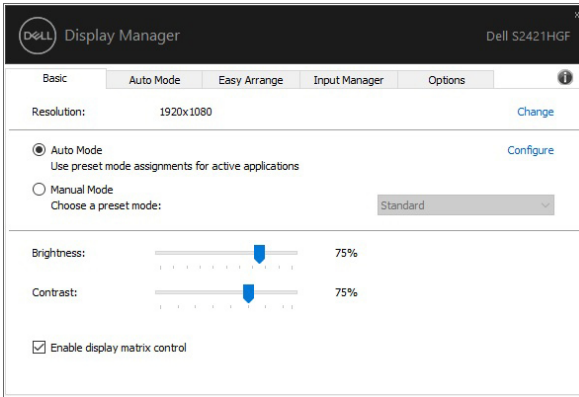 DELL Display Manager
Dell S2421HGF
Basic Auto Mode Easy Arrange Input Manager Options
Resolution: 1920x1080 Change
Auto Mode Configure
Use preset mode assignments for active applications
Manual Mode
Choose a preset mode: Standard
Brightness: 75%
Contrast: 75%
Enable display matrix control